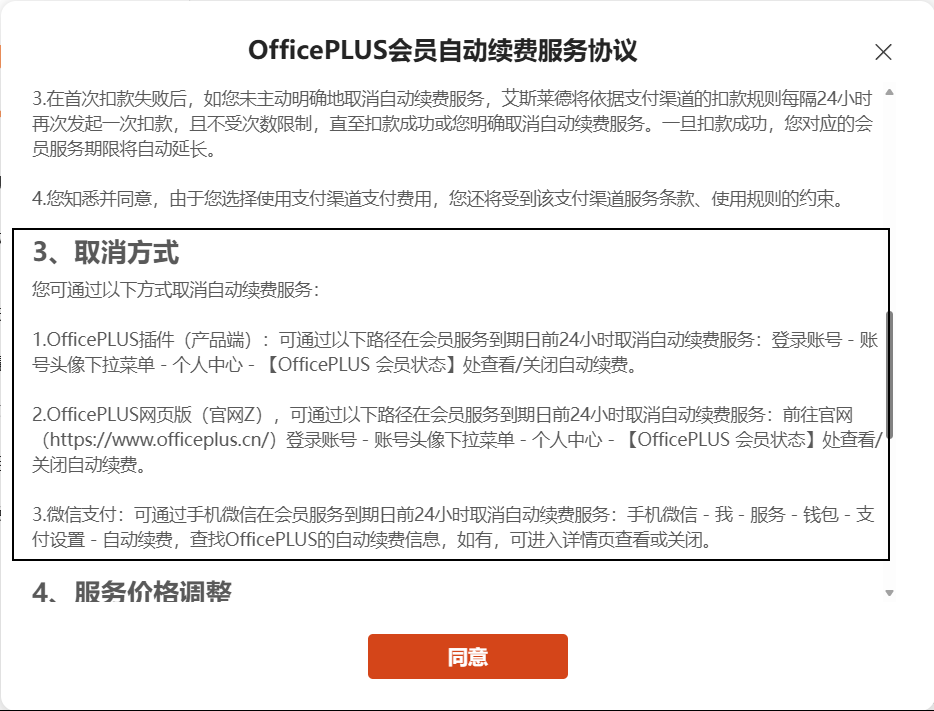 OfficePLUS会员自动续费服务协议
3.在首次扣款失败后，如您未主动明确地取消自动续费服务，艾斯莱德将依据支付渠道的扣款规则每隔24小时
再次发起一次扣款，且不受次数限制，直至扣款成功或您明确取消自动续费服务。一旦扣款成功，您对应的会
员服务期限将自动延长。
4.您知悉并同意，由于您选择使用支付渠道支付费用，您还将受到该支付渠道服务条款、使用规则的约束。
3、取消方式
您可通过以下方式取消自动续费服务：
1.OfficePLUS插件（产品端）：可通过以下路径在会员服务到期日前24小时取消自动续费服务：登录账号 - 账
号头像下拉菜单 - 个人中心 - 【OfficePLUS 会员状态】处查看/关闭自动续费。
2.OfficePLUS网页版（官网Z），可通过以下路径在会员服务到期日前24小时取消自动续费服务：前往官网
（https://www.officeplus.cn/）登录账号 - 账号头像下拉菜单 - 个人中心 - 【OfficePLUS 会员状态】处查看/
关闭自动续费。
3.微信支付：可通过手机微信在会员服务到期日前24小时取消自动续费服务：手机微信 - 我 - 服务 - 钱包 - 支
付设置 - 自动续费，查找OfficePLUS的自动续费信息，如有，可进入详情页查看或关闭。
4、服务价格调整
同意